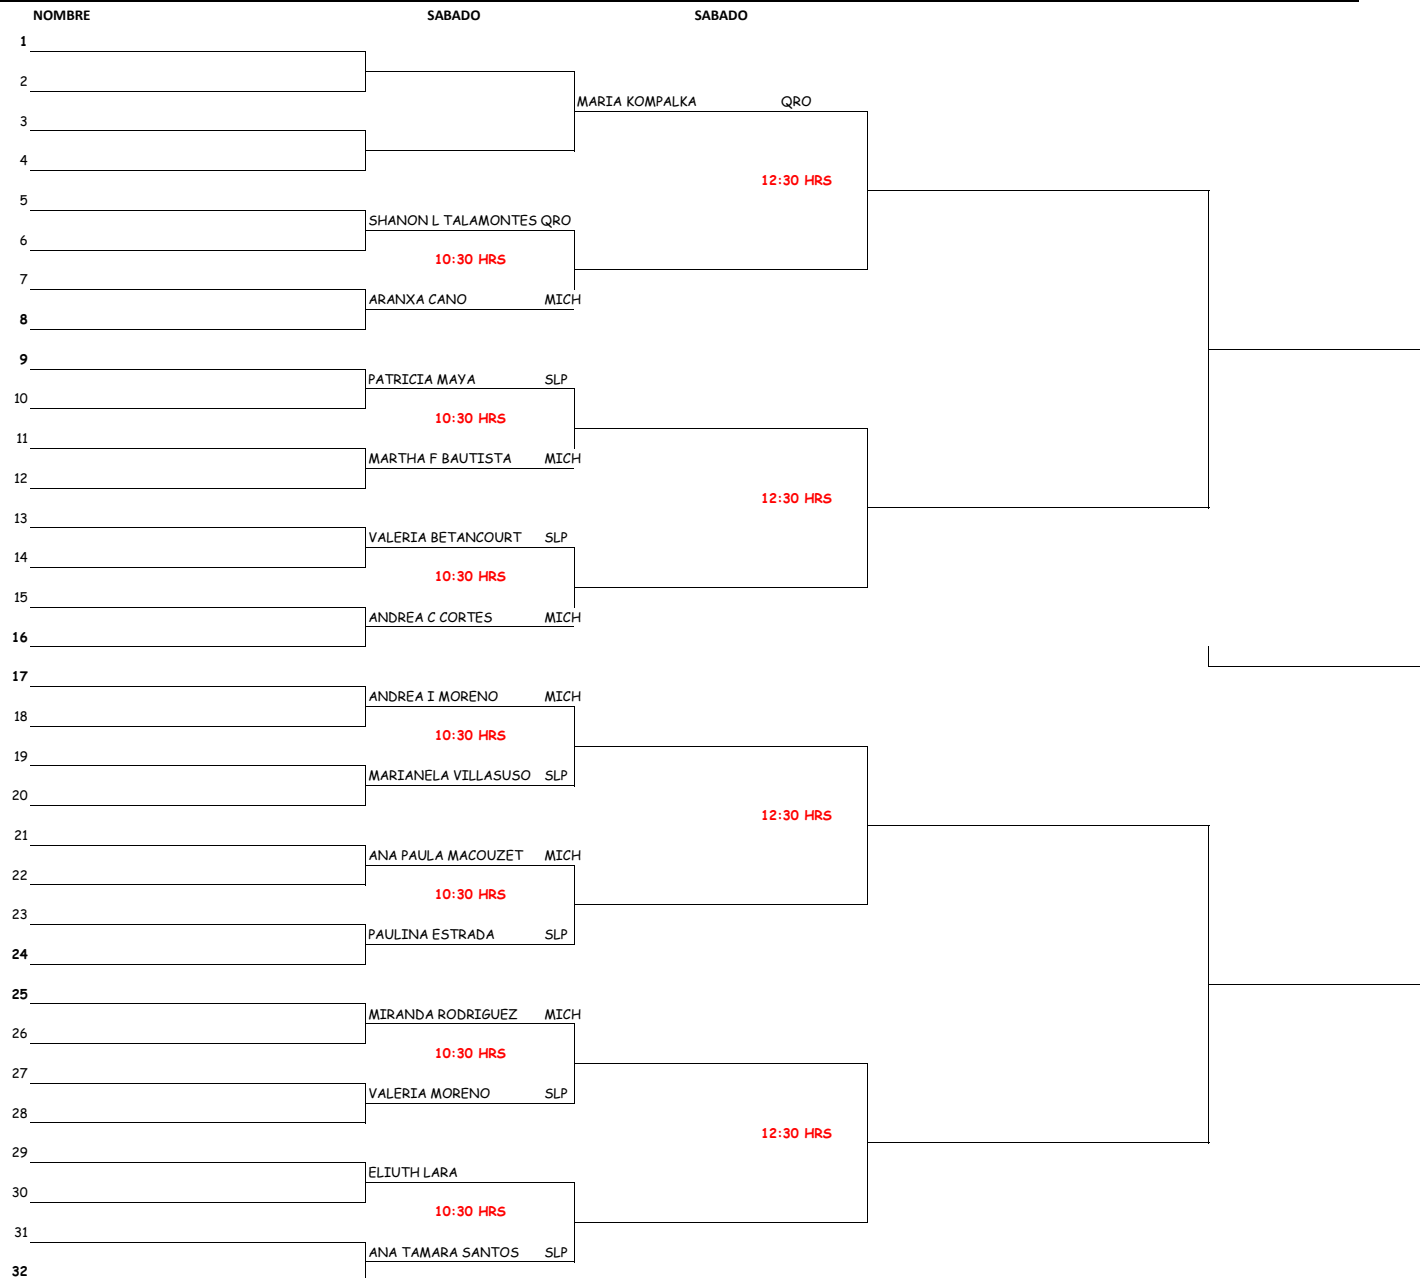 NOMBRE SABADO SABADO
1
2
MARIA KOMPALKA QRO
3
4
12:30 HRS
5
SHANON L TALAMONTES QRO
6
10:30 HRS
7
ARANXA CANO MICH
8
9
PATRICIA MAYA SLP
10
10:30 HRS
11
MARTHA F BAUTISTA MICH
12
12:30 HRS
13
VALERIA BETANCOURT SLP
14
10:30 HRS
15
ANDREA C CORTES MICH
16
17
ANDREA I MORENO MICH
18
10:30 HRS
19
MARIANELA VILLASUSO SLP
20
12:30 HRS
21
ANA PAULA MACOUZET MICH
22
10:30 HRS
23
PAULINA ESTRADA SLP
24
25
MIRANDA RODRIGUEZ MICH
26
10:30 HRS
27
VALERIA MORENO SLP
28
12:30 HRS
29
ELIUTH LARA
30
10:30 HRS
31
ANA TAMARA SANTOS SLP
32